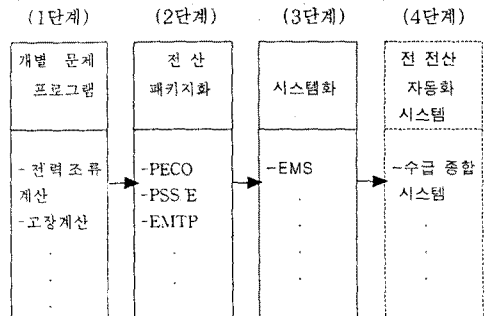 (1단계)
개별 문제
프로그램
-전력조류
계산
-고장계산
(2단계)
전 산
패키지화
-PECO
-PSS E
-EMTP
(3단계)
시스템화
-EMS
(4단계)
전 전산
자동화
시스템
-수급 종합
시스템